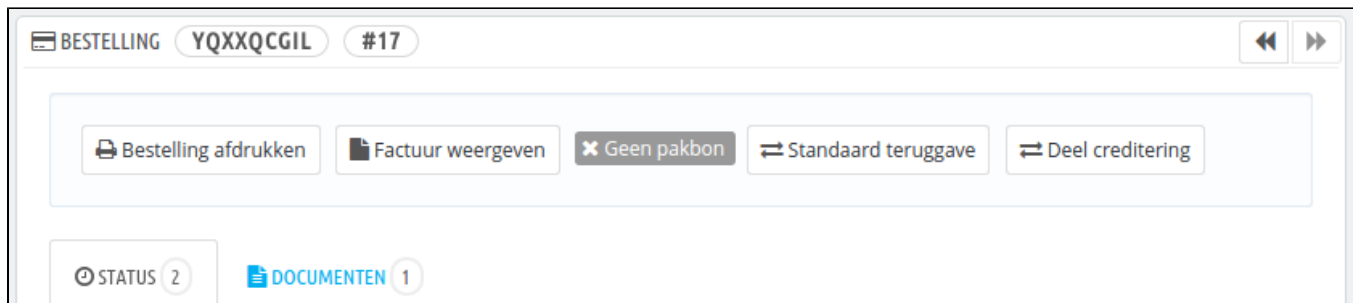 BESTELLING YQXXQCGIL #17
Bestelling afdrukken Factuur weergeven Geen pakbon Standaard teruggave Deel creditering
STATUS 2 DOCUMENTEN 1